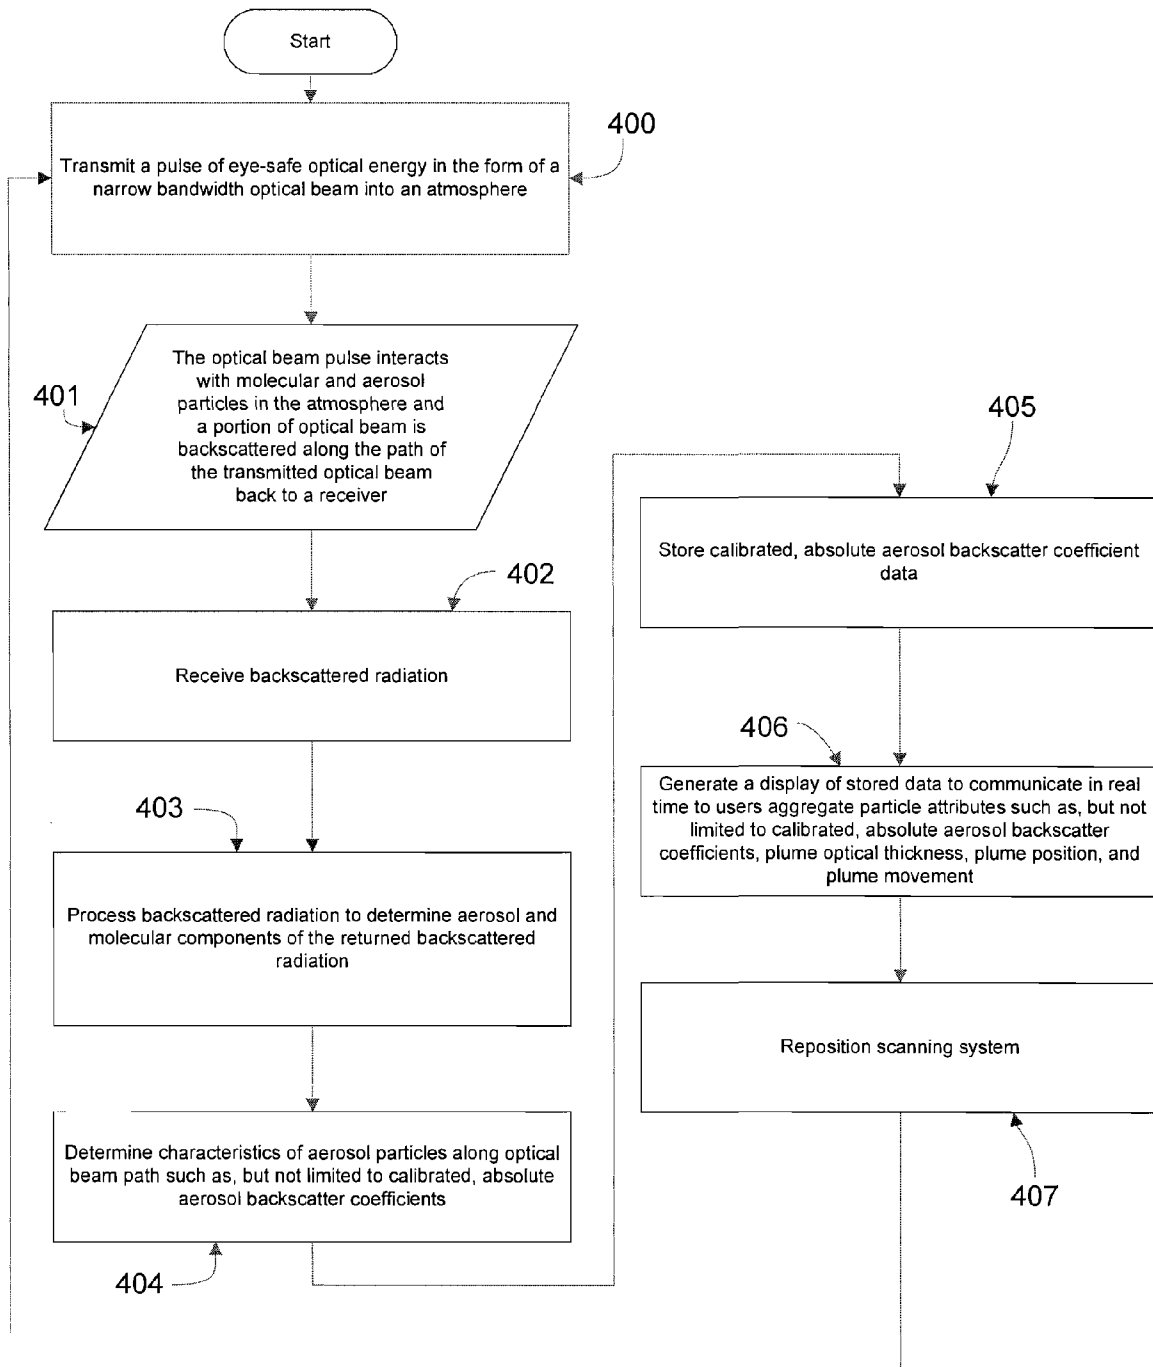 Start
400
Transmit a pulse of eye-safe optical energy in the form of a
narrow bandwidth optical beam into an atmosphere
401
The optical beam pulse interacts
with molecular and aerosol
particles in the atmosphere and
a portion of optical beam is
backscattered along the path of
the transmitted optical beam
back to a receiver
402
Receive backscattered radiation
403
Process backscattered radiation to determine aerosol and
molecular components of the returned backscattered
radiation
Determine characteristics of aerosol particles along optical
beam path such as, but not limited to calibrated, absolute
aerosol backscatter coefficients
404
405
Store calibrated, absolute aerosol backscatter coefficient
data
406
Generate a display of stored data to communicate in real
time to users aggregate particle attributes such as, but not
limited to calibrated, absolute aerosol backscatter
coefficients, plume optical thickness, plume position, and
plume movement
Reposition scanning system
407